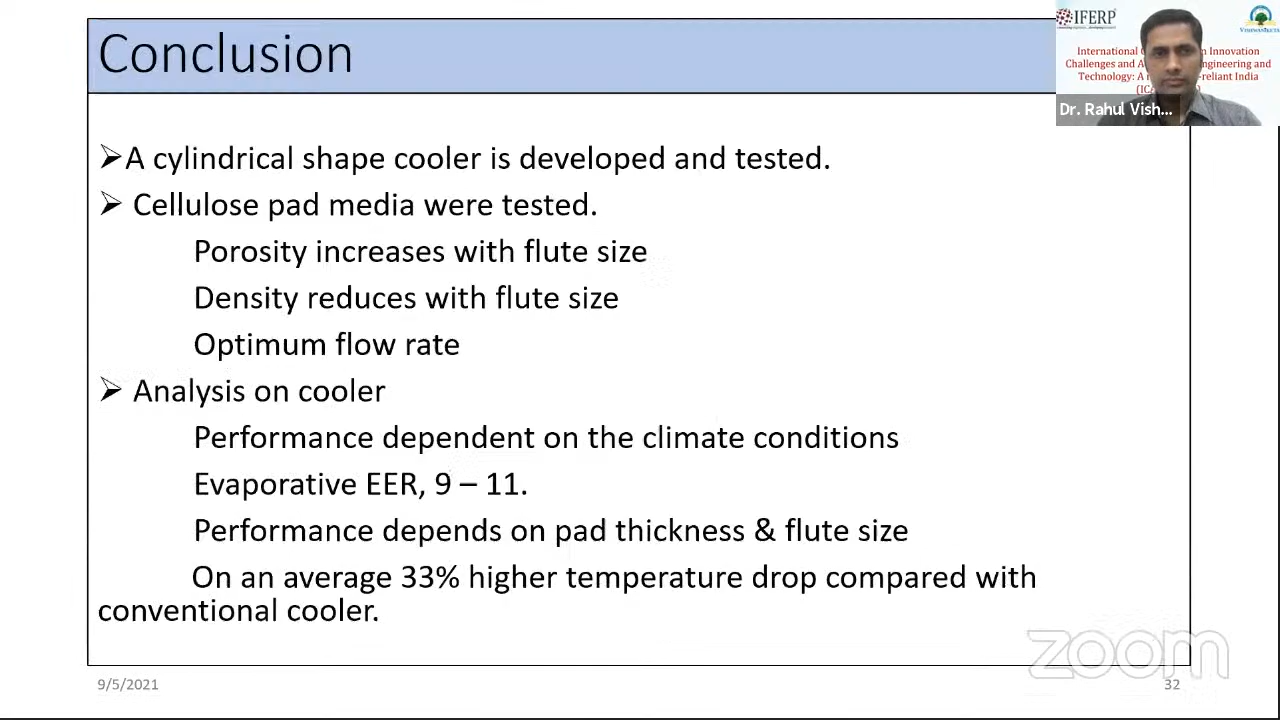 Conclusion
IFERP
International C n Innovation
Challenges and A ngineering and
Technology: A -reliant India
(IC )
Dr. Rahul Vish...
➢A cylindrical shape cooler is developed and tested.
➢ Cellulose pad media were tested.
Porosity increases with flute size
Density reduces with flute size
Optimum flow rate
➢ Analysis on cooler
Performance dependent on the climate conditions
Evaporative EER, 9 – 11.
Performance depends on pad thickness & flute size
On an average 33% higher temperature drop compared with
conventional cooler.
zoom
9/5/2021
32